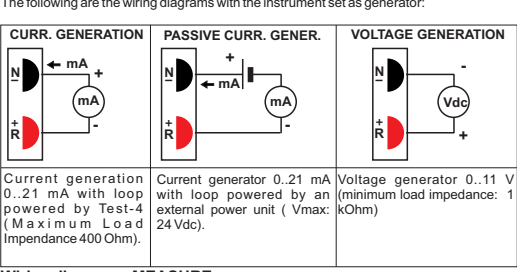 The following are the wiring diagrams with the instrument set as generator:
CURR. GENERATION
PASSIVE CURR. GENER.
VOLTAGE GENERATION
N
-
mA
+
mA
+
R
-
N
-
+
mA
mA
+
R
-
N
-
-
Vdc
+
R
+
Current generation
0..21 mA with loop
powered by Test-4
(Maximum Load
Impendance 400 Ohm).
Current generator 0..21 mA
with loop powered by an
external power unit ( Vmax:
24 Vdc).
Voltage generator 0..11 V
(minimum load impedance: 1
kOhm)